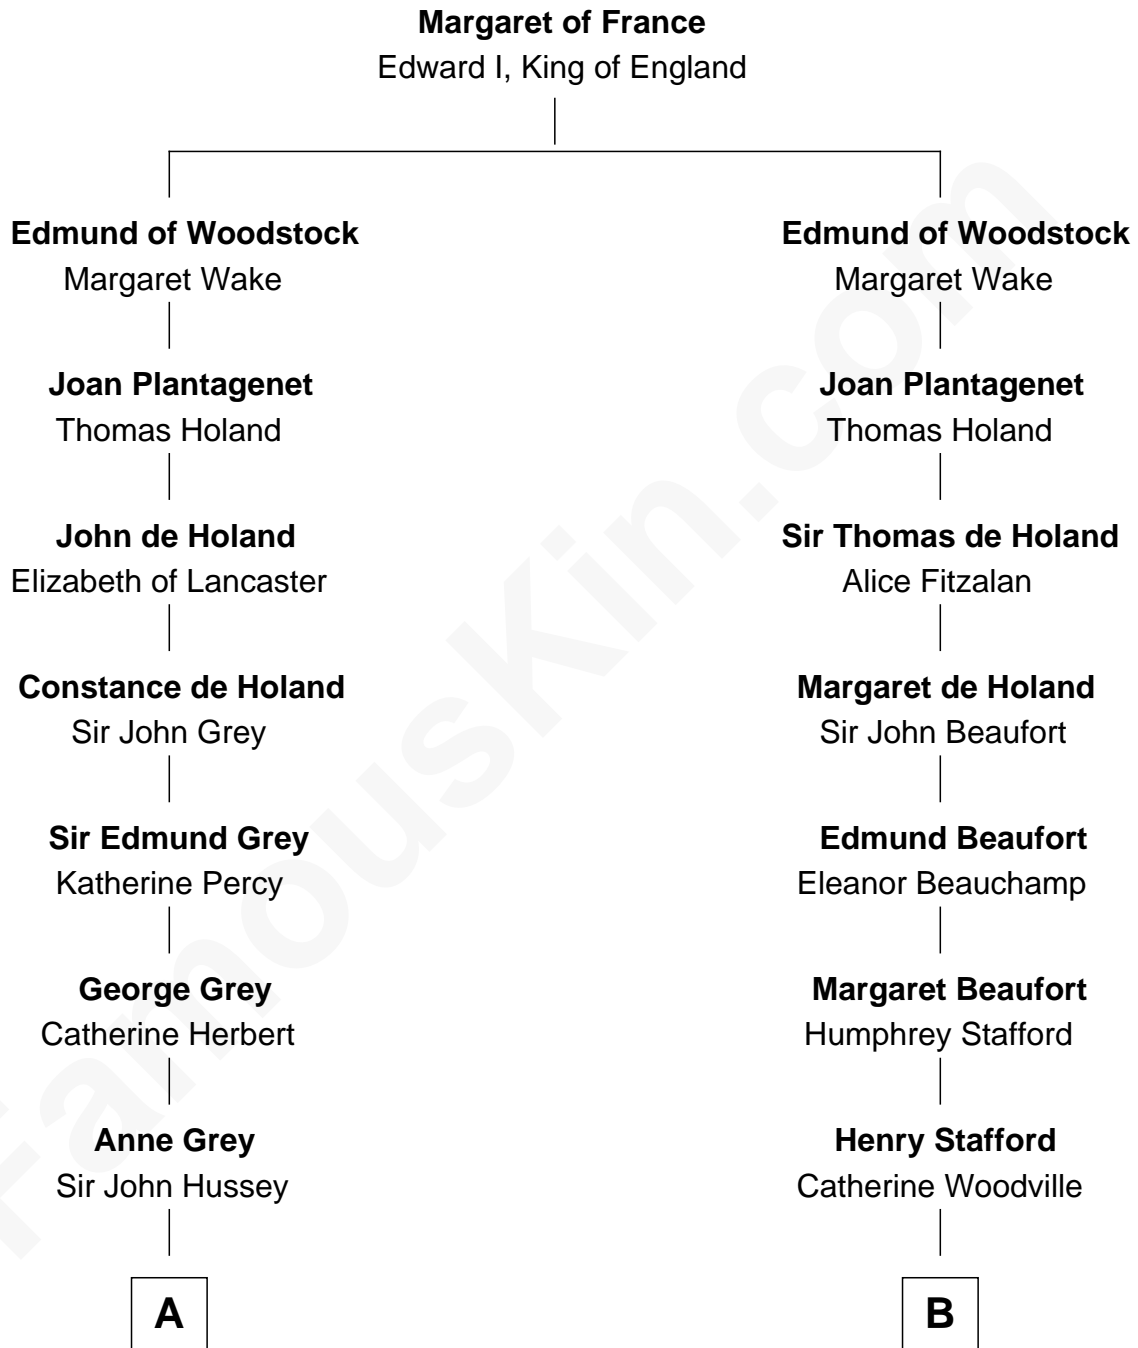 Margaret of France
Edward I, King of England
Edmund of Woodstock
Margaret Wake
Edmund of Woodstock
Margaret Wake
Joan Plantagenet
Thomas Holand
Joan Plantagenet
Thomas Holand
John de Holand
Elizabeth of Lancaster
Sir Thomas de Holand
Alice Fitzalan
Constance de Holand
Sir John Grey
Margaret de Holand
Sir John Beaufort
Sir Edmund Grey
Katherine Percy
Edmund Beaufort
Eleanor Beauchamp
George Grey
Catherine Herbert
Margaret Beaufort
Humphrey Stafford
Anne Grey
Sir John Hussey
Henry Stafford
Catherine Woodville
A
B
FamousKin.com